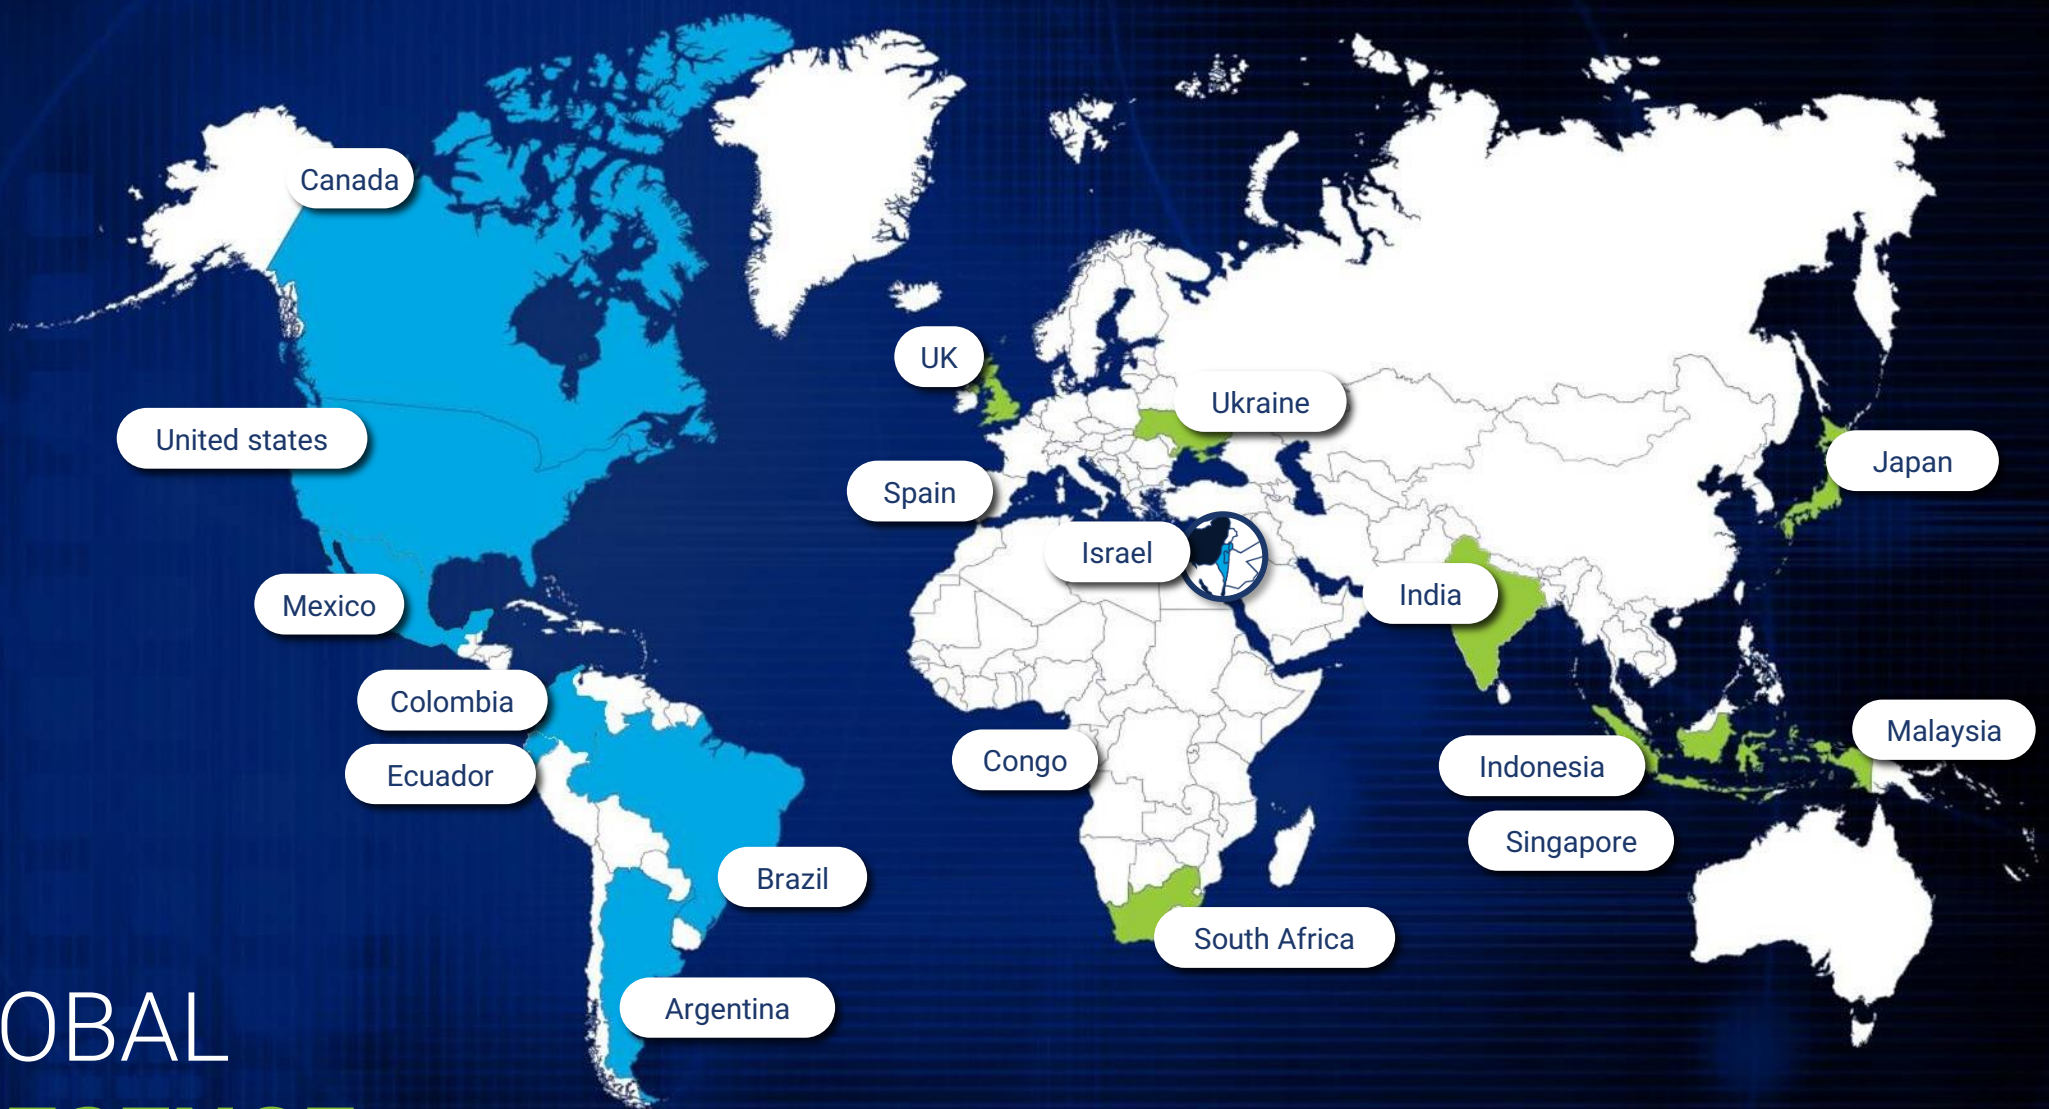 Canada
UK
Ukraine
United states
Japan
Spain
Israel
India
Mexico
Colombia
Malaysia
Congo
Indonesia
Ecuador
Singapore
Brazil
South Africa
Argentina
OBAL